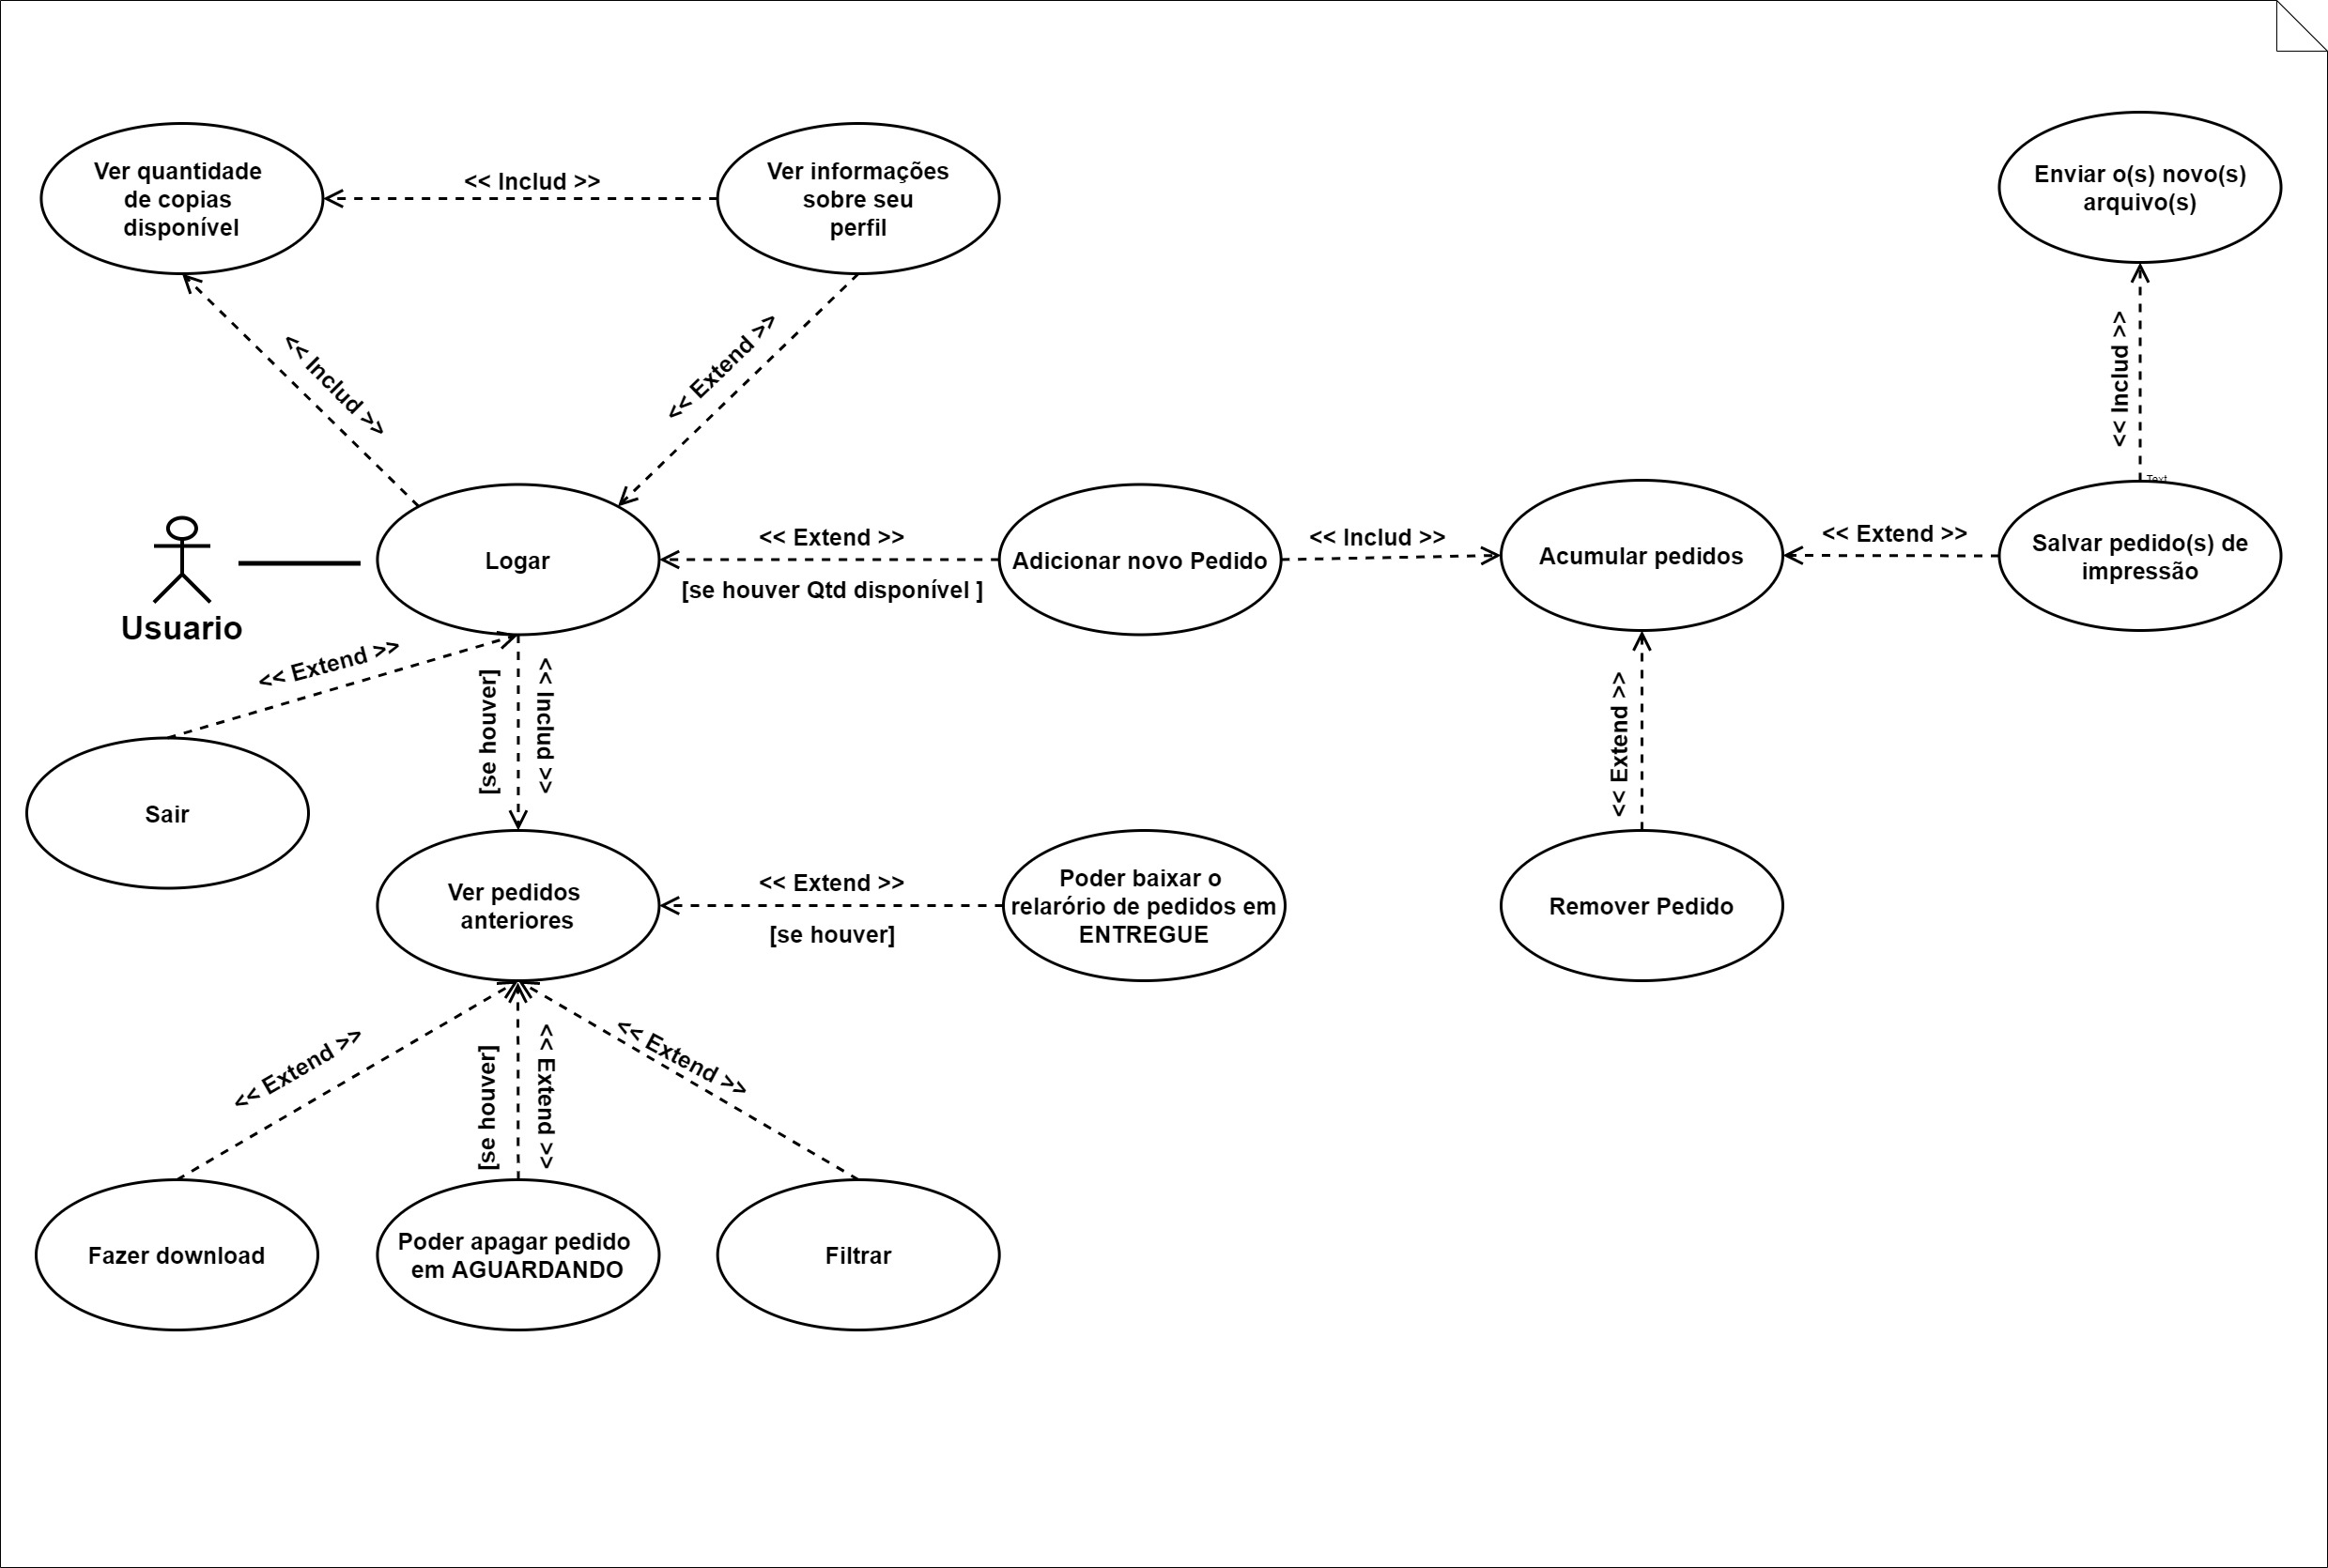 Ver quantidade
de copias
disponível
<< Includ >>
Ver informações
sobre seu
perfil
Enviar o(s) novo(s)
arquivo(s)
<< Includ >>
<< Extend >>
<< Includ >>
Text
Usuario
Logar
<< Extend >>
[se houver Qtd disponível ]
Adicionar novo Pedido
<< Includ >>
Acumular pedidos
<< Extend >>
Salvar pedido(s) de
impressão
<< Extend >>
[se houver]
<< Includ >>
<< Extend >>
Sair
Ver pedidos
anteriores
<< Extend >>
[se houver]
Poder baixar o
relarório de pedidos em
ENTREGUE
Remover Pedido
<< Extend >>
[se houver]
<< Extend >>
<< Extend >>
Fazer download
Poder apagar pedido
em AGUARDANDO
Filtrar